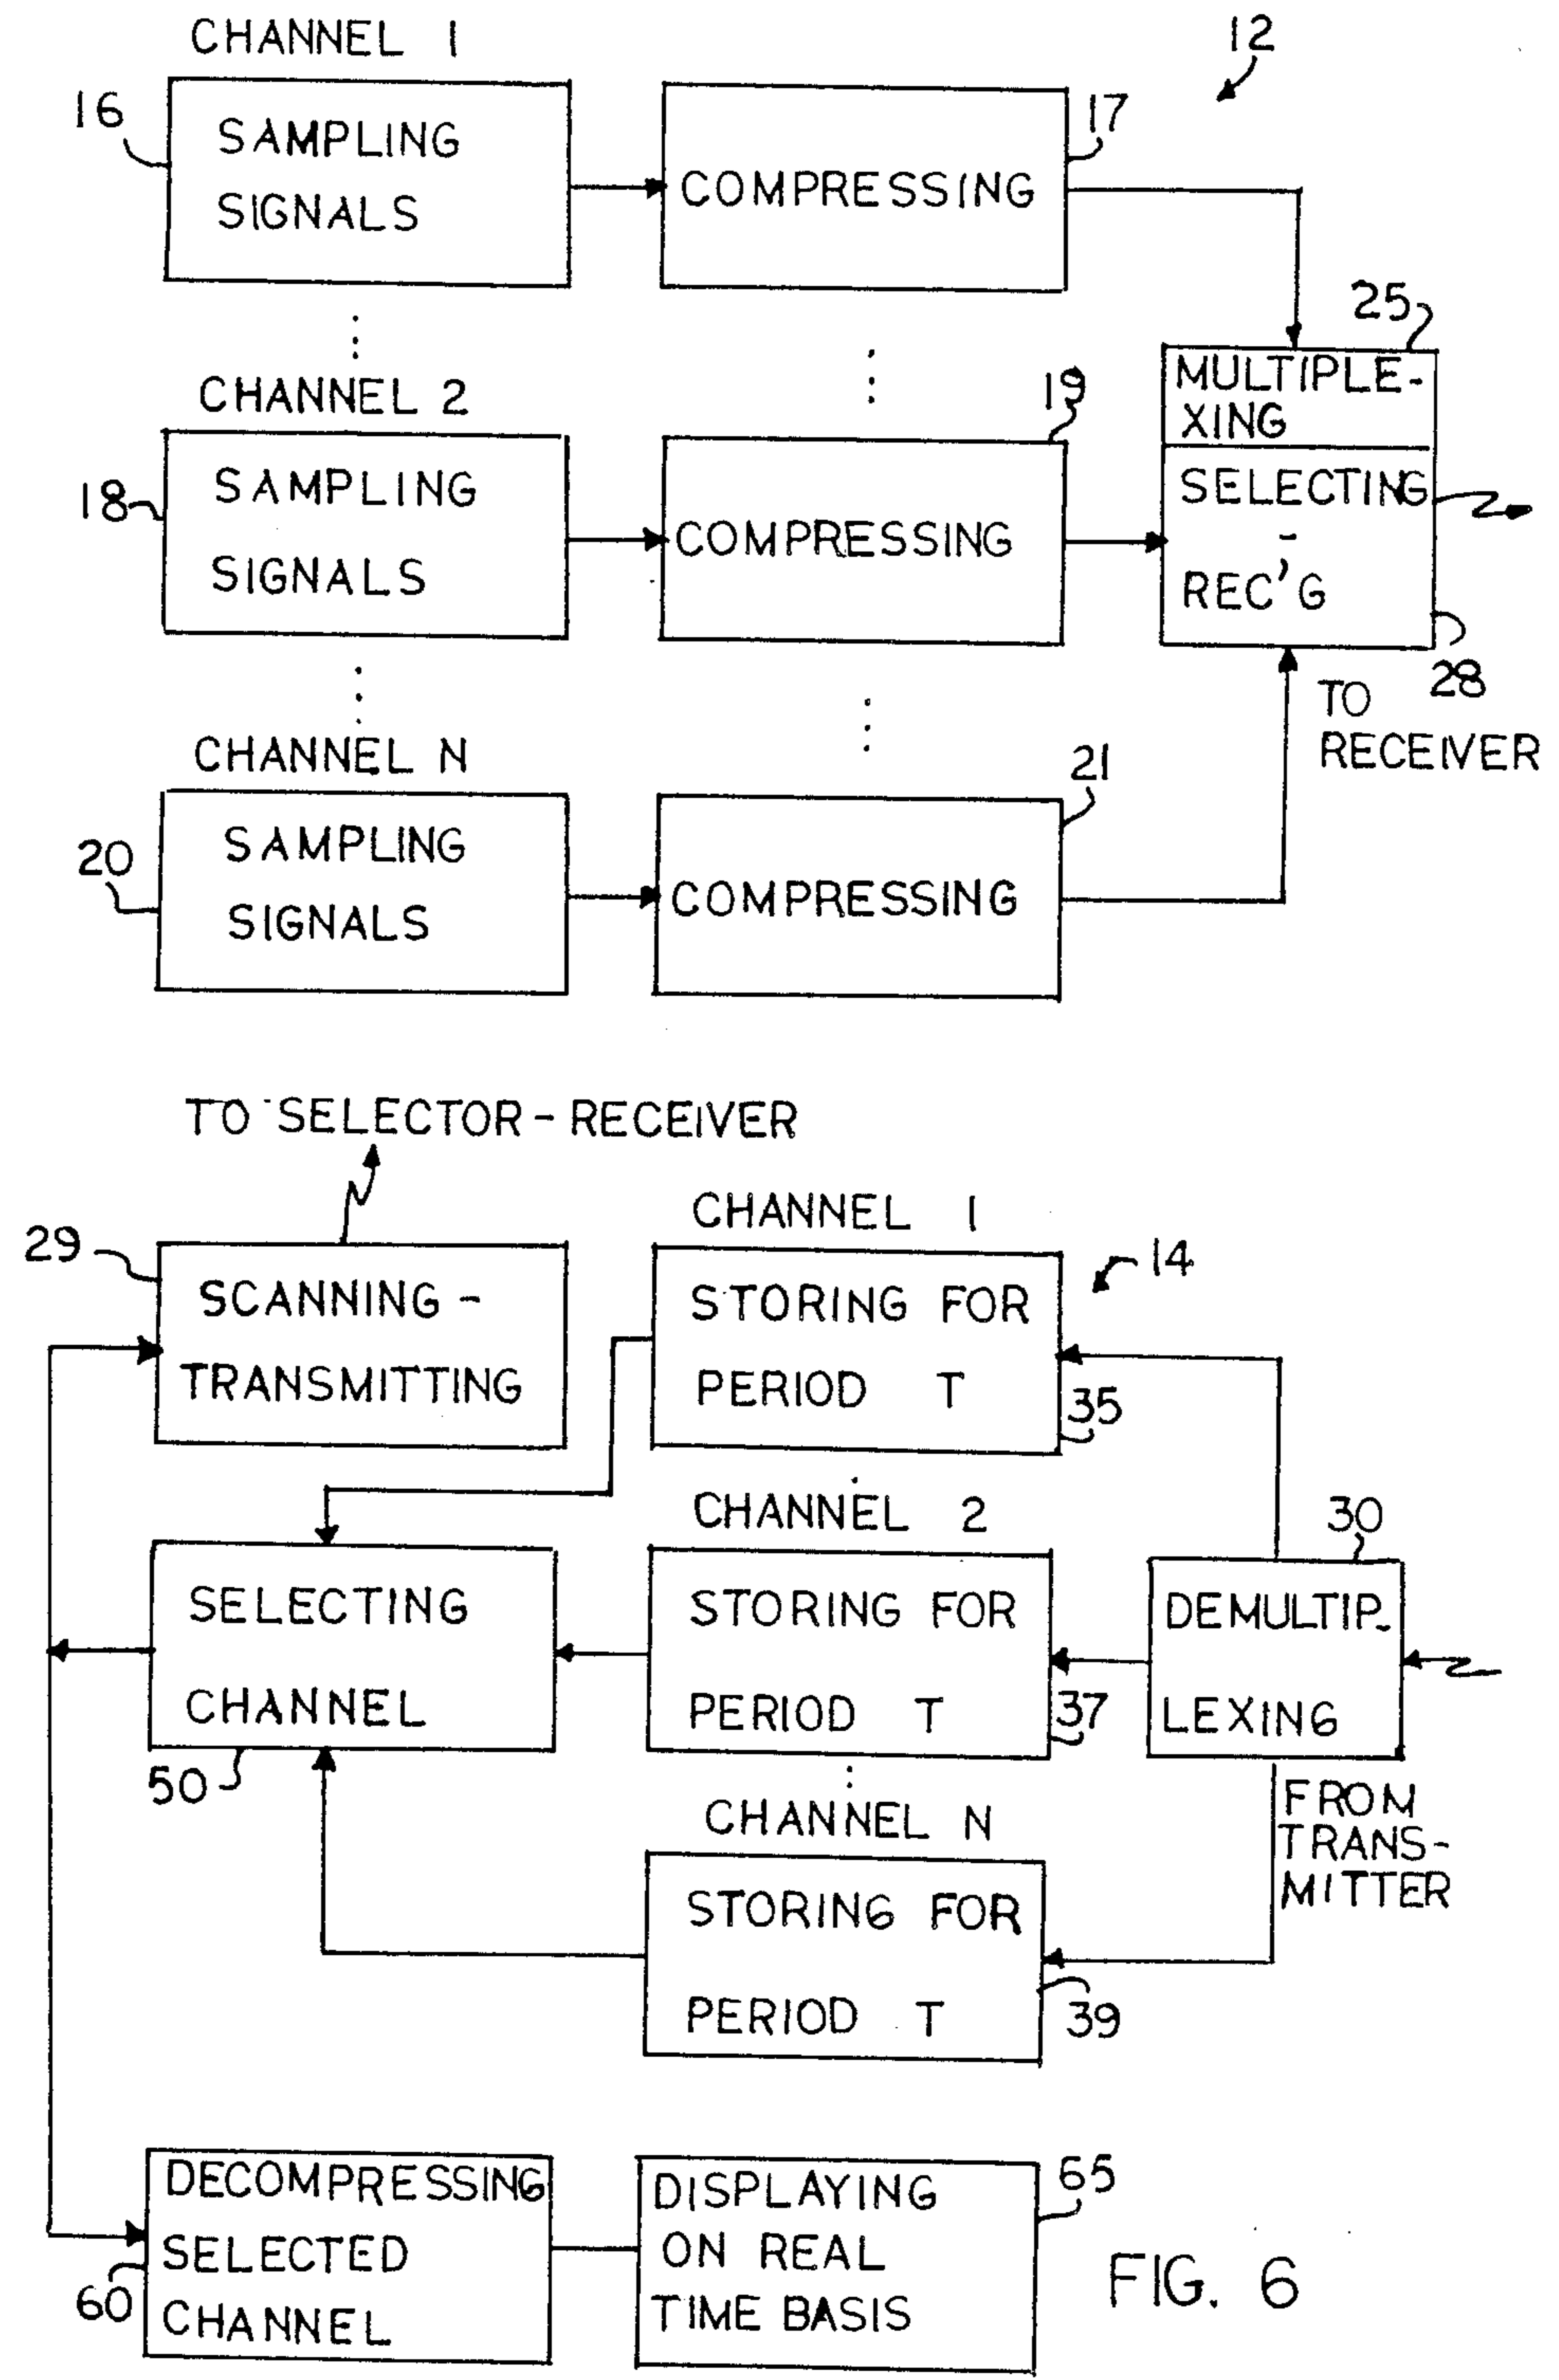 CHANNEL 1
12
16
SAMPLING
SIGNALS
COMPRESSING
17
25
MULTIPLE-
XING
CHANNEL 2
19
18
SAMPLING
SIGNALS
COMPRESSING
SELECTING
-
REC'G
28
TO
RECEIVER
CHANNEL N
21
20
SAMPLING
SIGNALS
COMPRESSING
TO SELECTOR-RECEIVER
CHANNEL 1
29
14
SCANNING-
TRANSMITTING
STORING FOR
PERIOD T
35
CHANNEL 2
30
SELECTING
CHANNEL
50
STORING FOR
PERIOD T
37
DEMULTIP-
LEXING
FROM
TRANS-
MITTER
CHANNEL N
STORING FOR
PERIOD T
39
DECOMPRESSING
SELECTED
CHANNEL
60
DISPLAYING
ON REAL
TIME BASIS
65
FIG. 6